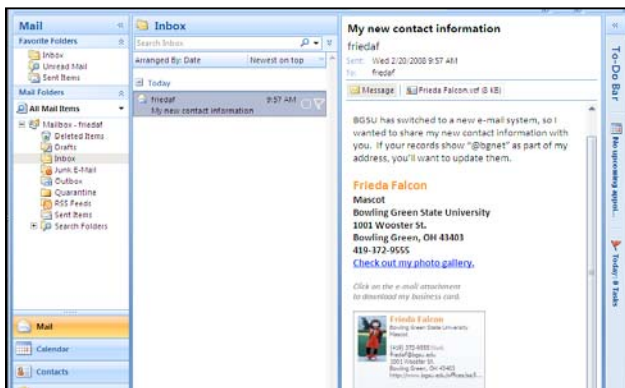 Mail
Favorite Folders
Inbox
Unread Mail
Sent Items
Mail Folders
All Mail Items
Mailbox - friedaf
Deleted Items
Drafts
Inbox
Junk E-Mail
Outbox
Quarantine
RSS Feeds
Sent Items
Search Folders
Mail
Calendar
Contacts
Inbox
Search Inbox
Arranged By: Date
Newest on top
Today
friedaf
9:57 AM
My new contact information
My new contact information
friedaf
Sent: Wed 2/20/2008 9:57 AM
To: friedaf
Message
Frieda Falcon.vcf (8 KB)
BGSU has switched to a new e-mail system, so I
wanted to share my new contact information with
you. If your records show "@bgnet" as part of my
address, you'll want to update them.
Frieda Falcon
Mascot
Bowling Green State University
1001 Wooster St.
Bowling Green, OH 43403
419-372-9555
Check out my photo gallery.
Click on the e-mail attachment
to download my business card.
Frieda Falcon
Bowling Green State University
Mascot
(419) 372-9555
friedaf@bgsu.edu
1001 Wooster St.
Bowling Green, OH 43403
To-Do Bar
No upcoming appoi...
Today: 0 Tasks